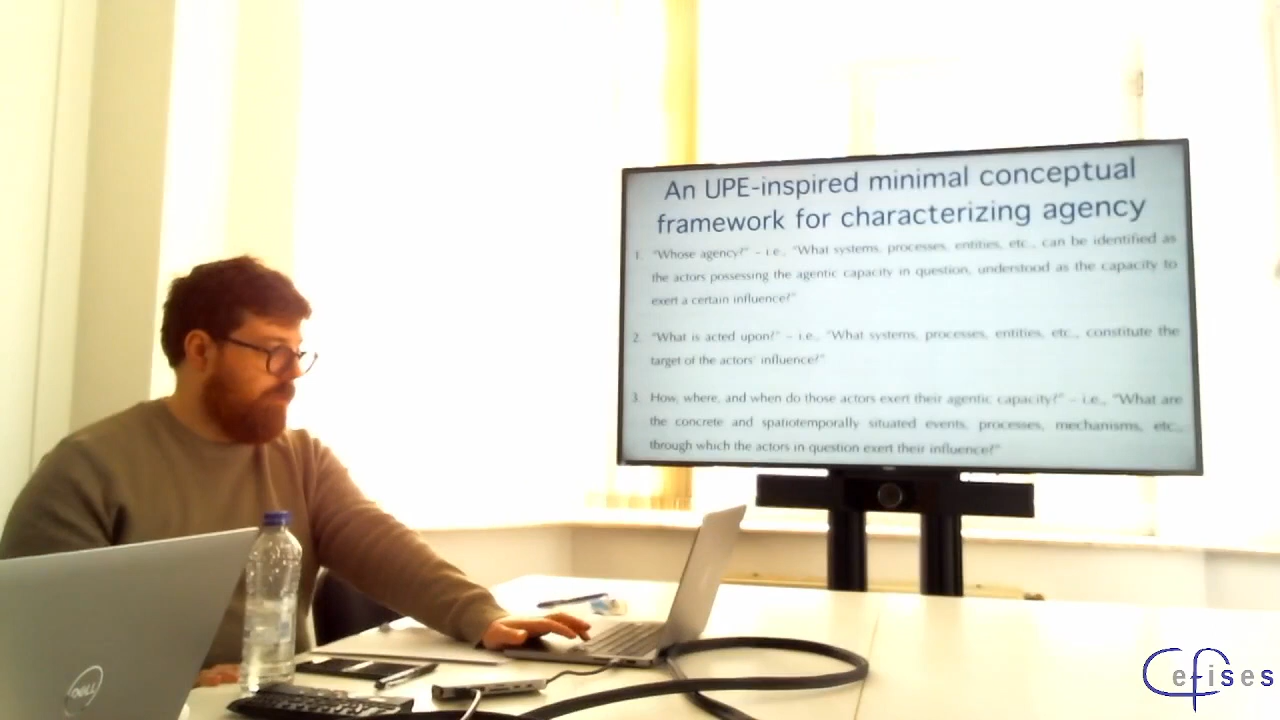 An UPE-inspired minimal conceptual
framework for characterizing agency
1. "Whose agency?" – i.e., "What systems, processes, entities, etc., can be identified as
the actors possessing the agentic capacity in question, understood as the capacity to
exert a certain influence?"
2. "What is acted upon?" – i.e., "What systems, processes, entities, etc., constitute the
target of the actors' influence?"
3. How, where, and when do those actors exert their agentic capacity?" – i.e., "What are
the concrete and spatiotemporally situated events, processes, mechanisms, etc.,
through which the actors in question exert their influence?"
DELL
Cefises